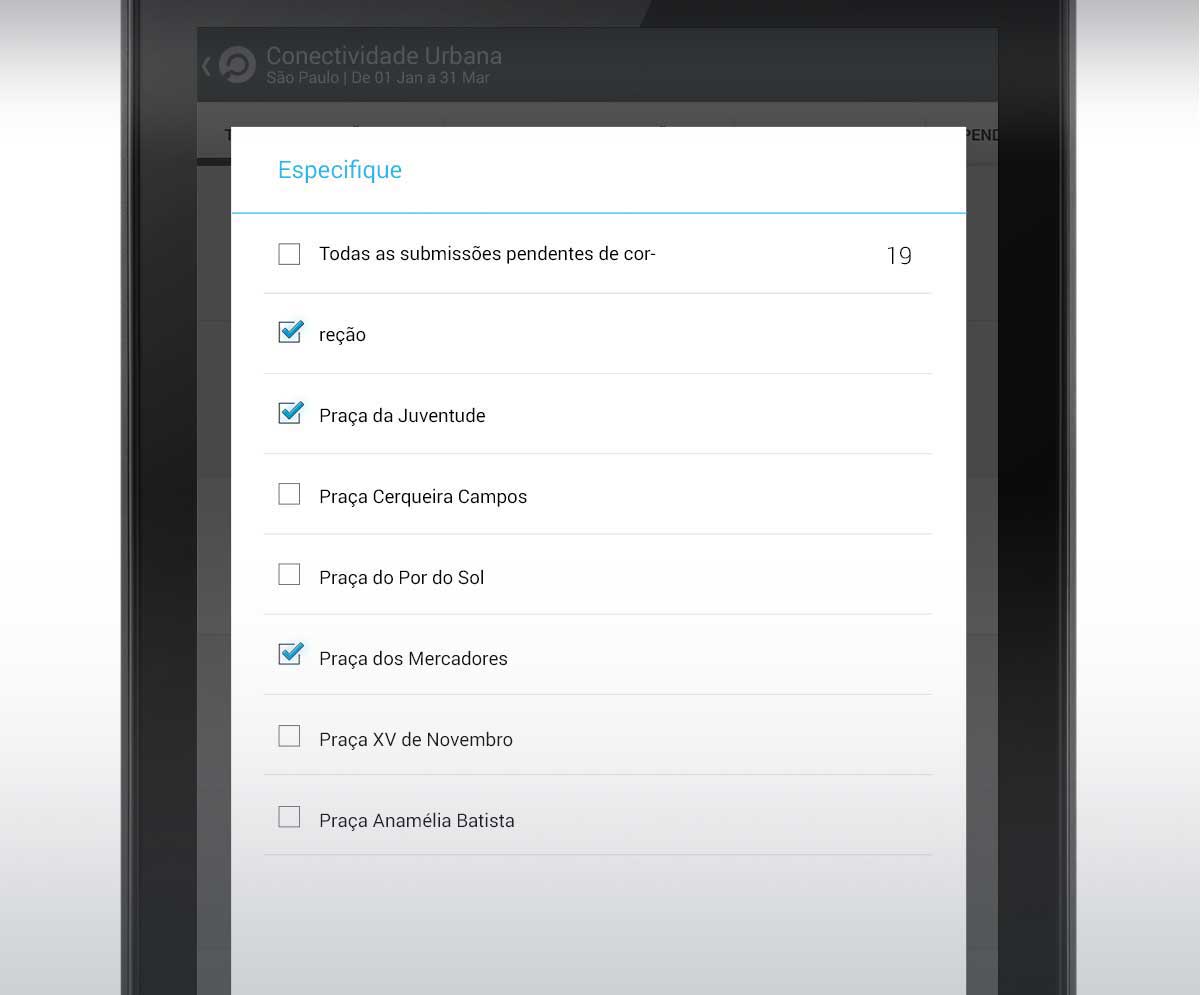 Conectividade Urbana
São Paulo | De 01 Jan a 31 Mar
Especifique
Todas as submissões pendentes de cor- 19
reção
Praça da Juventude
Praça Cerqueira Campos
Praça do Por do Sol
Praça dos Mercadores
Praça XV de Novembro
Praça Anamélia Batista